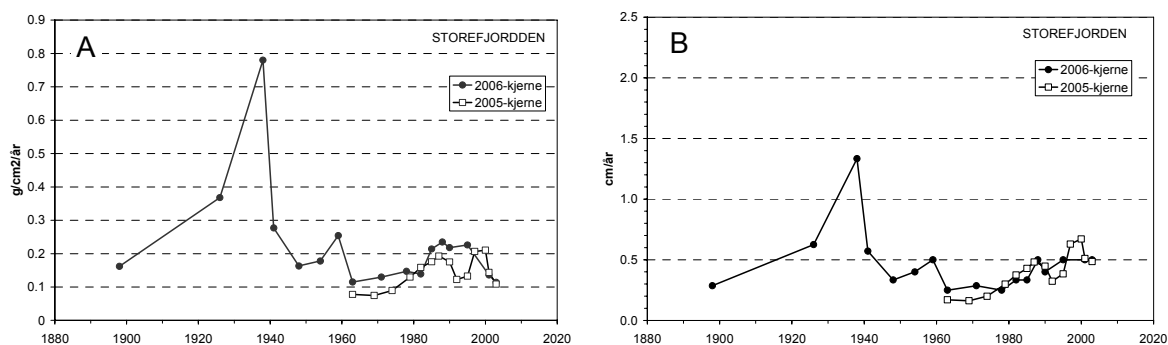 A
STOREFJORDDEN
2006-kjerne
2005-kjerne
g/cm2/år
0.9
0.8
0.7
0.6
0.5
0.4
0.3
0.2
0.1
0
1880 1900 1920 1940 1960 1980 2000 2020
B
STOREFJORDEN
2006-kjerne
2005-kjerne
cm/år
2.5
2.0
1.5
1.0
0.5
0.0
1880 1900 1920 1940 1960 1980 2000 2020